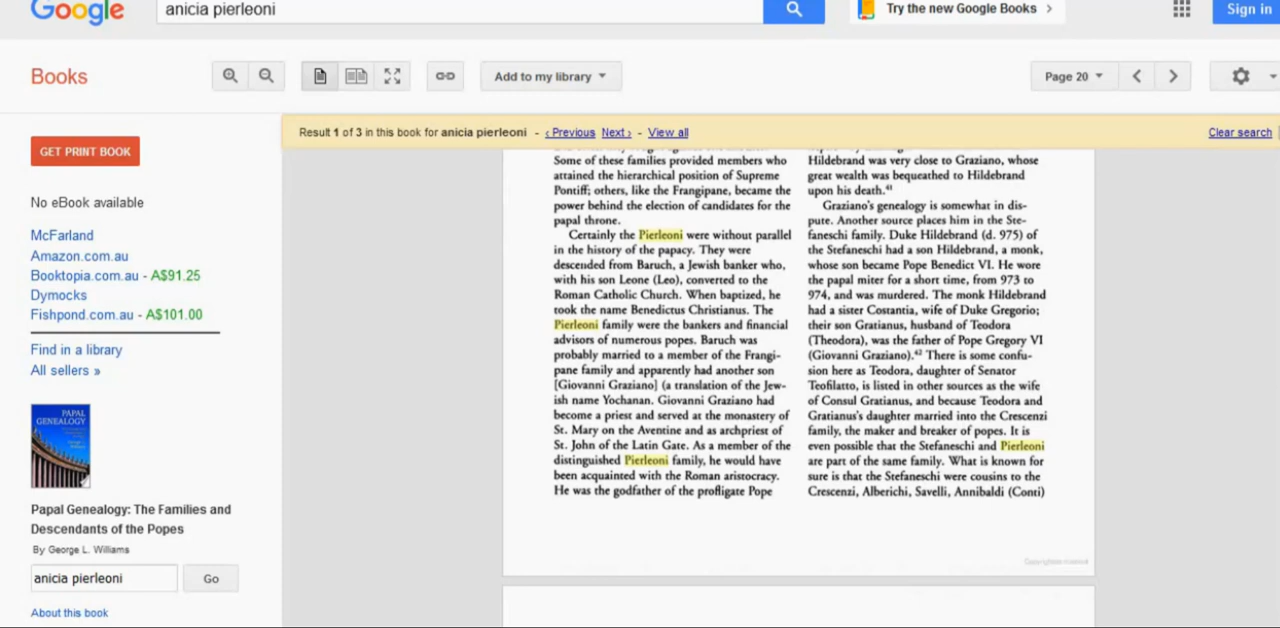 Google
anicia pierleoni
Try the new Google Books
Sign in
Books
Add to my library
Page 20
Result 1 of 3 in this book for anicia pierleoni - ‹ Previous Next › - View all
Clear search
GET PRINT BOOK
No eBook available
McFarland
Amazon.com.au
Booktopia.com.au - A$91.25
Dymocks
Fishpond.com.au - A$101.00
Find in a library
All sellers »
PAPAL
GENEALOGY
Papal Genealogy: The Families and
Descendants of the Popes
By George L. Williams
anicia pierleoni
Go
About this book
Some of these families provided members who
attained the hierarchical position of Supreme
Pontiff; others, like the Frangipane, became the
power behind the election of candidates for the
papal throne.
Certainly the Pierleoni were without parallel
in the history of the papacy. They were
descended from Baruch, a Jewish banker who,
with his son Leone (Leo), converted to the
Roman Catholic Church. When baptized, he
took the name Benedictus Christianus. The
Pierleoni family were the bankers and financial
advisors of numerous popes. Baruch was
probably married to a member of the Frangi-
pane family and apparently had another son
[Giovanni Graziano] (a translation of the Jew-
ish name Yochanan. Giovanni Graziano had
become a priest and served at the monastery of
St. Mary on the Aventine and as archpriest of
St. John of the Latin Gate. As a member of the
distinguished Pierleoni family, he would have
been acquainted with the Roman aristocracy.
He was the godfather of the profligate Pope
Hildebrand was very close to Graziano, whose
great wealth was bequeathed to Hildebrand
upon his death.⁴¹
Graziano's genealogy is somewhat in dis-
pute. Another source places him in the Ste-
faneschi family. Duke Hildebrand (d. 975) of
the Stefaneschi had a son Hildebrand, a monk,
whose son became Pope Benedict VI. He wore
the papal miter for a short time, from 973 to
974, and was murdered. The monk Hildebrand
had a sister Costantia, wife of Duke Gregorio;
their son Gratianus, husband of Teodora
(Theodora), was the father of Pope Gregory VI
(Giovanni Graziano).⁴² There is some confu-
sion here as Teodora, daughter of Senator
Teofilatto, is listed in other sources as the wife
of Consul Gratianus, and because Teodora and
Gratianus's daughter married into the Crescenzi
family, the maker and breaker of popes. It is
even possible that the Stefaneschi and Pierleoni
are part of the same family. What is known for
sure is that the Stefaneschi were cousins to the
Crescenzi, Alberichi, Savelli, Annibaldi (Conti)
Copyrighted material